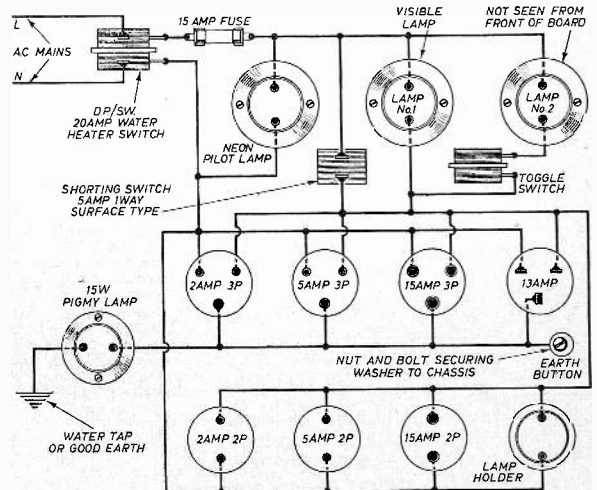 L
15 AMP FUSE
VISIBLE
LAMP
NOT SEEN FROM
FRONT OF BOARD
AC MAINS
N
D.P/S.W.
20AMP WATER
HEATER SWITCH
NEON
PILOT LAMP
LAMP
No.1
LAMP
No.2
SHORTING SWITCH
5AMP 1WAY
SURFACE TYPE
TOGGLE
SWITCH
2AMP 3P
5AMP 3P
15AMP 3P
13AMP
15W
PIGMY LAMP
NUT AND BOLT SECURING
WASHER TO CHASSIS
EARTH
BUTTON
WATER TAP
OR GOOD EARTH
2AMP 2P
5AMP 2P
15AMP 2P
LAMP
HOLDER